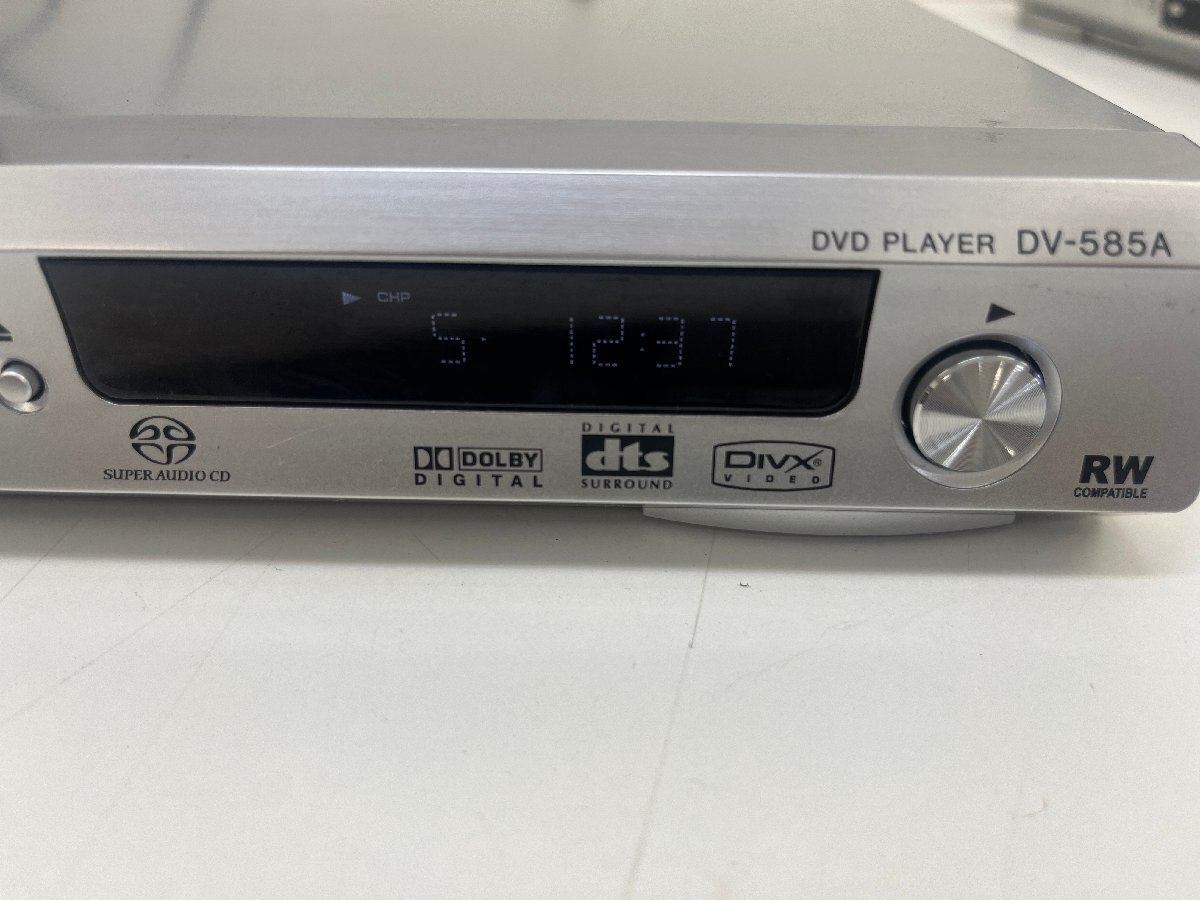 DVD PLAYER DV-585A
CHP
5. 12:37
SUPER AUDIO CD
DOLBY
DIGITAL
DIGITAL
dts
SURROUND
DIVX®
VIDEO
RW
COMPATIBLE